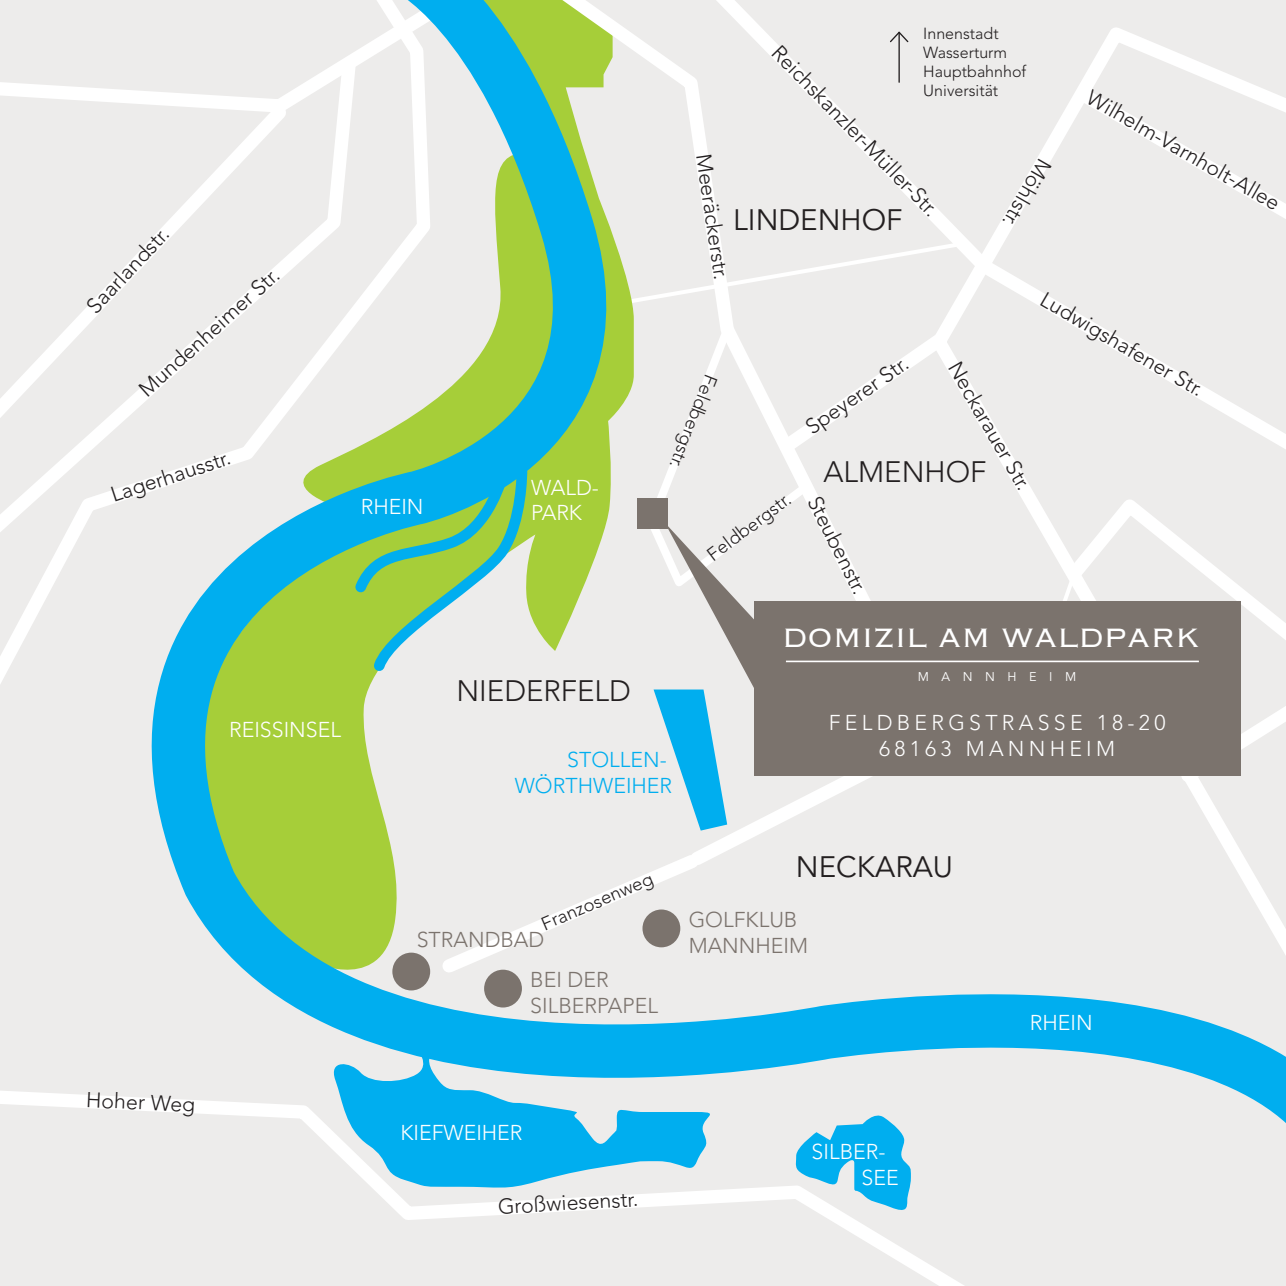 Innenstadt
Wasserturm
Hauptbahnhof
Universität
Reichskanzler-Müller-Str.
Wilhelm-Varnholt-Allee
Meeräckerstr.
Möhlstr.
LINDENHOF
Saarlandstr.
Mundenheimer Str.
Ludwigshafener Str.
Feldbergstr.
Speyerer Str.
Neckarauer Str.
Lagerhausstr.
ALMENHOF
RHEIN
WALD-
PARK
Feldbergstr.
Steubenstr.
DOMIZIL AM WALDPARK
MANNHEIM
FELDBERGSTRASSE 18-20
68163 MANNHEIM
NIEDERFELD
REISSINSEL
STOLLEN-
WÖRTHWEIHER
NECKARAU
Franzosenweg
GOLFKLUB
MANNHEIM
STRANDBAD
BEI DER
SILBERPAPEL
RHEIN
Hoher Weg
KIEFWEIHER
SILBER-
SEE
Großwiesenstr.